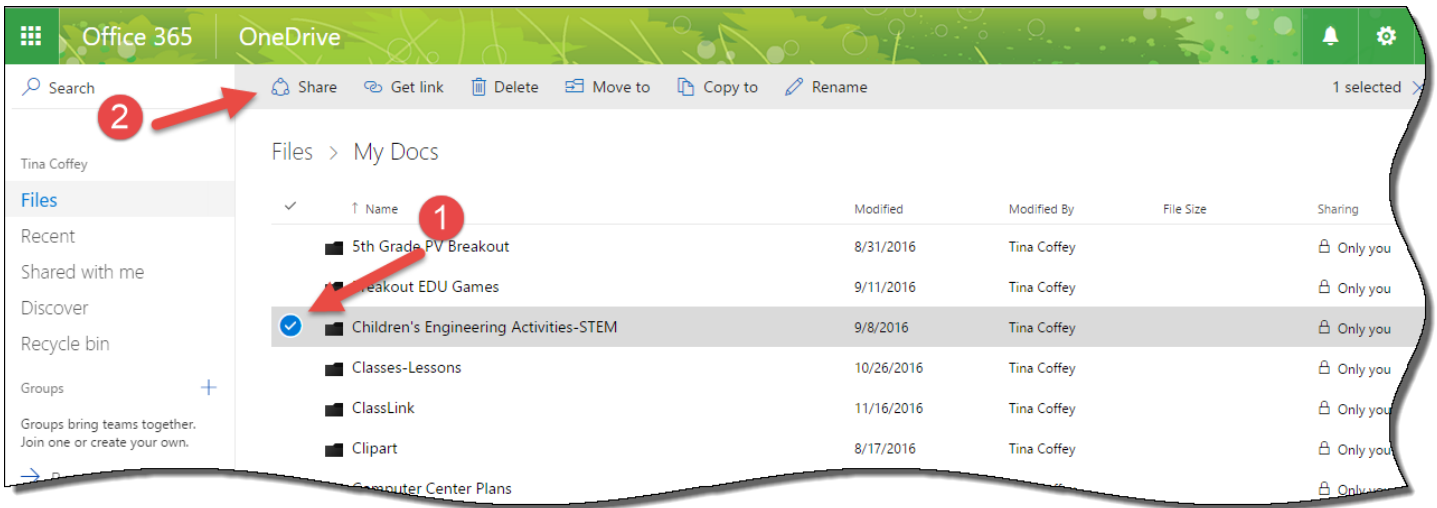 Office 365 OneDrive
Search Share Get link Delete Move to Copy to Rename 1 selected
2
Tina Coffey
Files > My Docs
Files
Recent
Shared with me
Discover
Recycle bin
Groups
Groups bring teams together.
Join one or create your own.
Name Modified Modified By File Size Sharing
1
5th Grade PV Breakout 8/31/2016 Tina Coffey Only you
Breakout EDU Games 9/11/2016 Tina Coffey Only you
Children's Engineering Activities-STEM 9/8/2016 Tina Coffey Only you
Classes-Lessons 10/26/2016 Tina Coffey Only you
ClassLink 11/16/2016 Tina Coffey Only you
Clipart 8/17/2016 Tina Coffey Only you
Computer Center Plans Only you